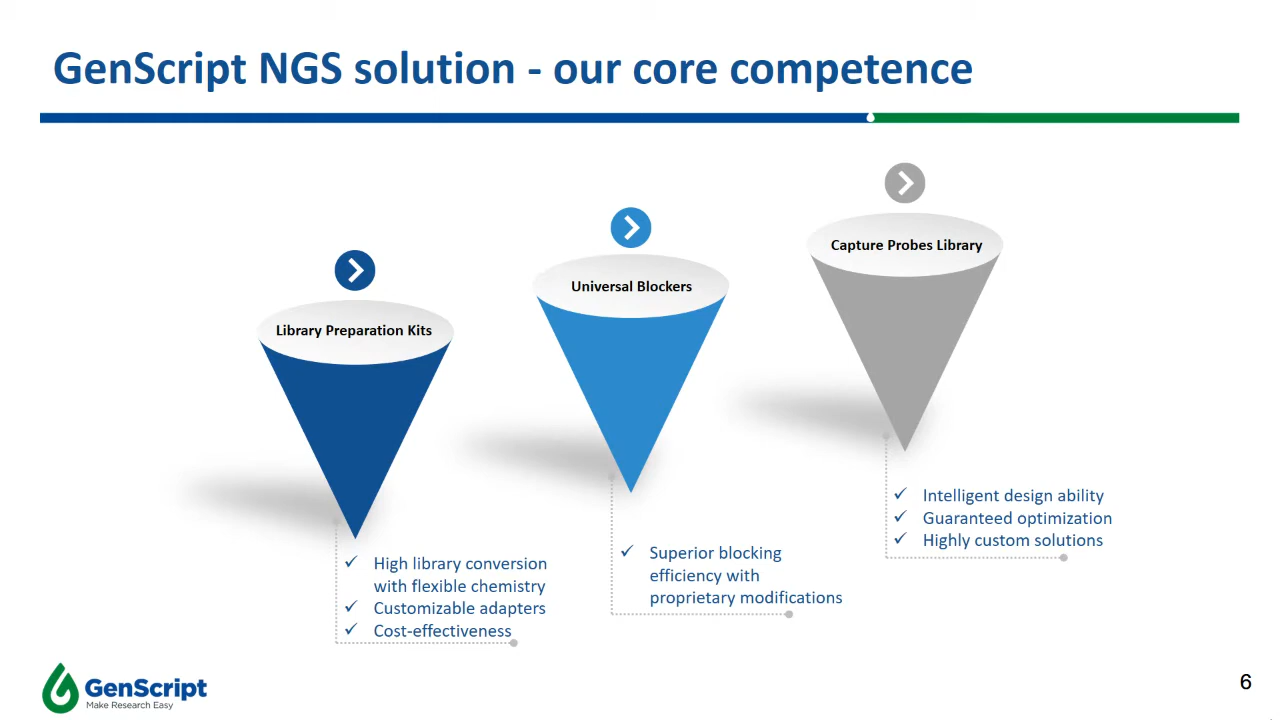 GenScript NGS solution - our core competence
Library Preparation Kits
✓ High library conversion
with flexible chemistry
✓ Customizable adapters
✓ Cost-effectiveness
Universal Blockers
✓ Superior blocking
efficiency with
proprietary modifications
Capture Probes Library
✓ Intelligent design ability
✓ Guaranteed optimization
✓ Highly custom solutions
GenScript
Make Research Easy
6